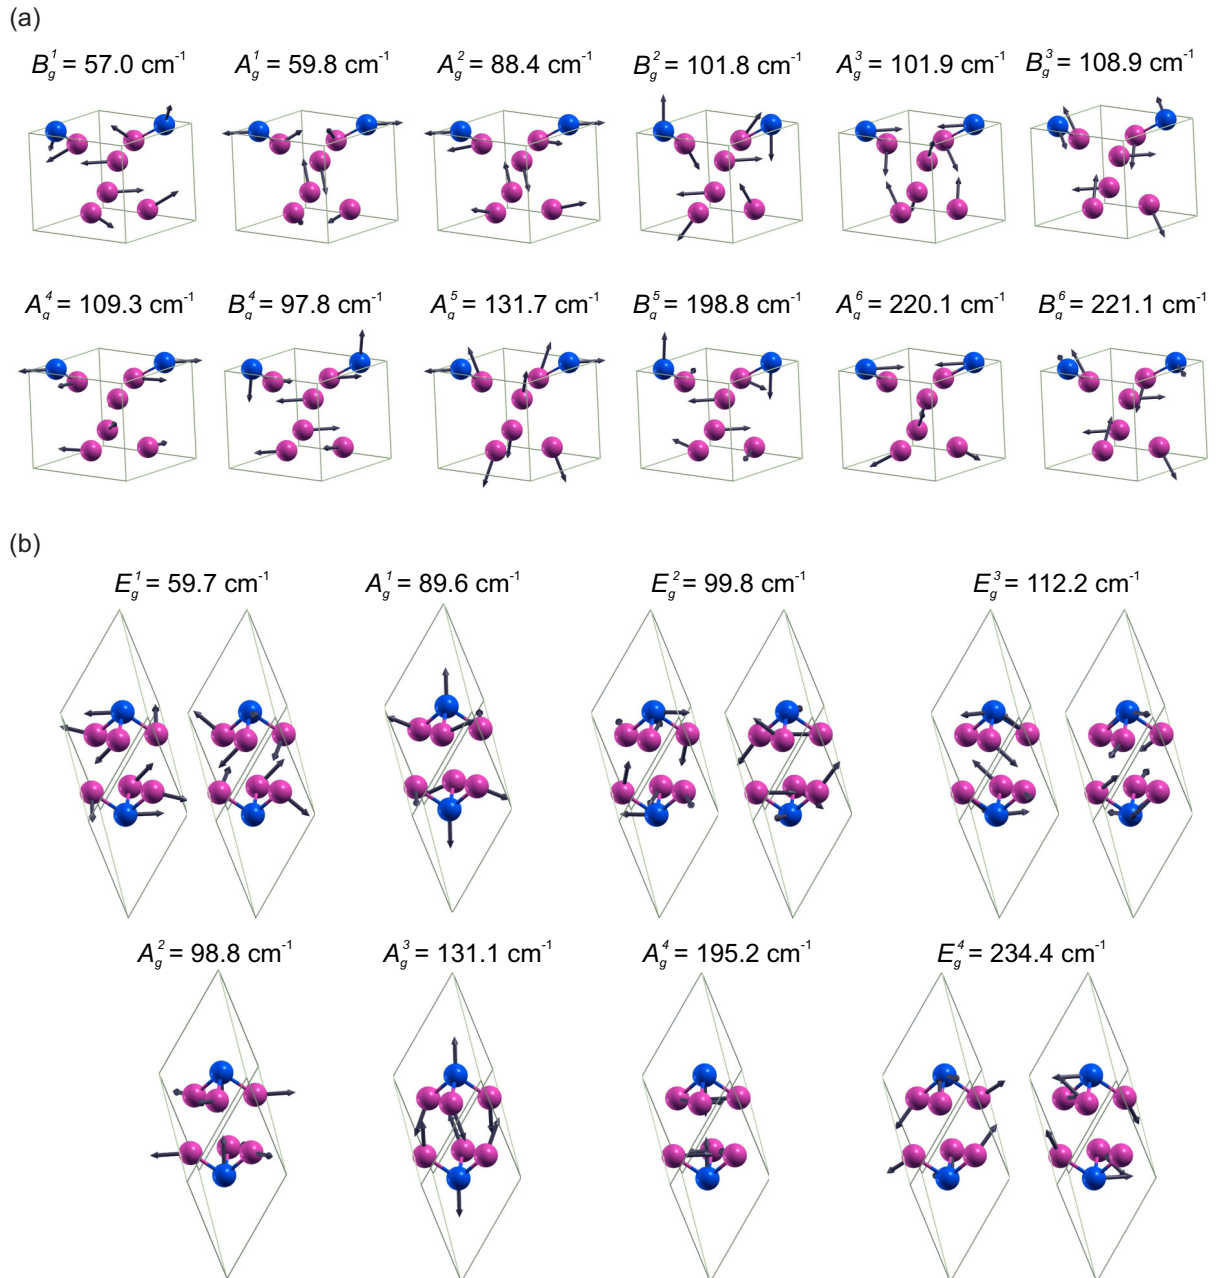 (a)
B_g^1 = 57.0 cm^-1 A_g^1 = 59.8 cm^-1 A_g^2 = 88.4 cm^-1 B_g^2 = 101.8 cm^-1 A_g^3 = 101.9 cm^-1 B_g^3 = 108.9 cm^-1
A_g^4 = 109.3 cm^-1 B_g^4 = 97.8 cm^-1 A_g^5 = 131.7 cm^-1 B_g^5 = 198.8 cm^-1 A_g^6 = 220.1 cm^-1 B_g^6 = 221.1 cm^-1
(b)
E_g^1 = 59.7 cm^-1 A_g^1 = 89.6 cm^-1 E_g^2 = 99.8 cm^-1 E_g^3 = 112.2 cm^-1
A_g^2 = 98.8 cm^-1 A_g^3 = 131.1 cm^-1 A_g^4 = 195.2 cm^-1 E_g^4 = 234.4 cm^-1